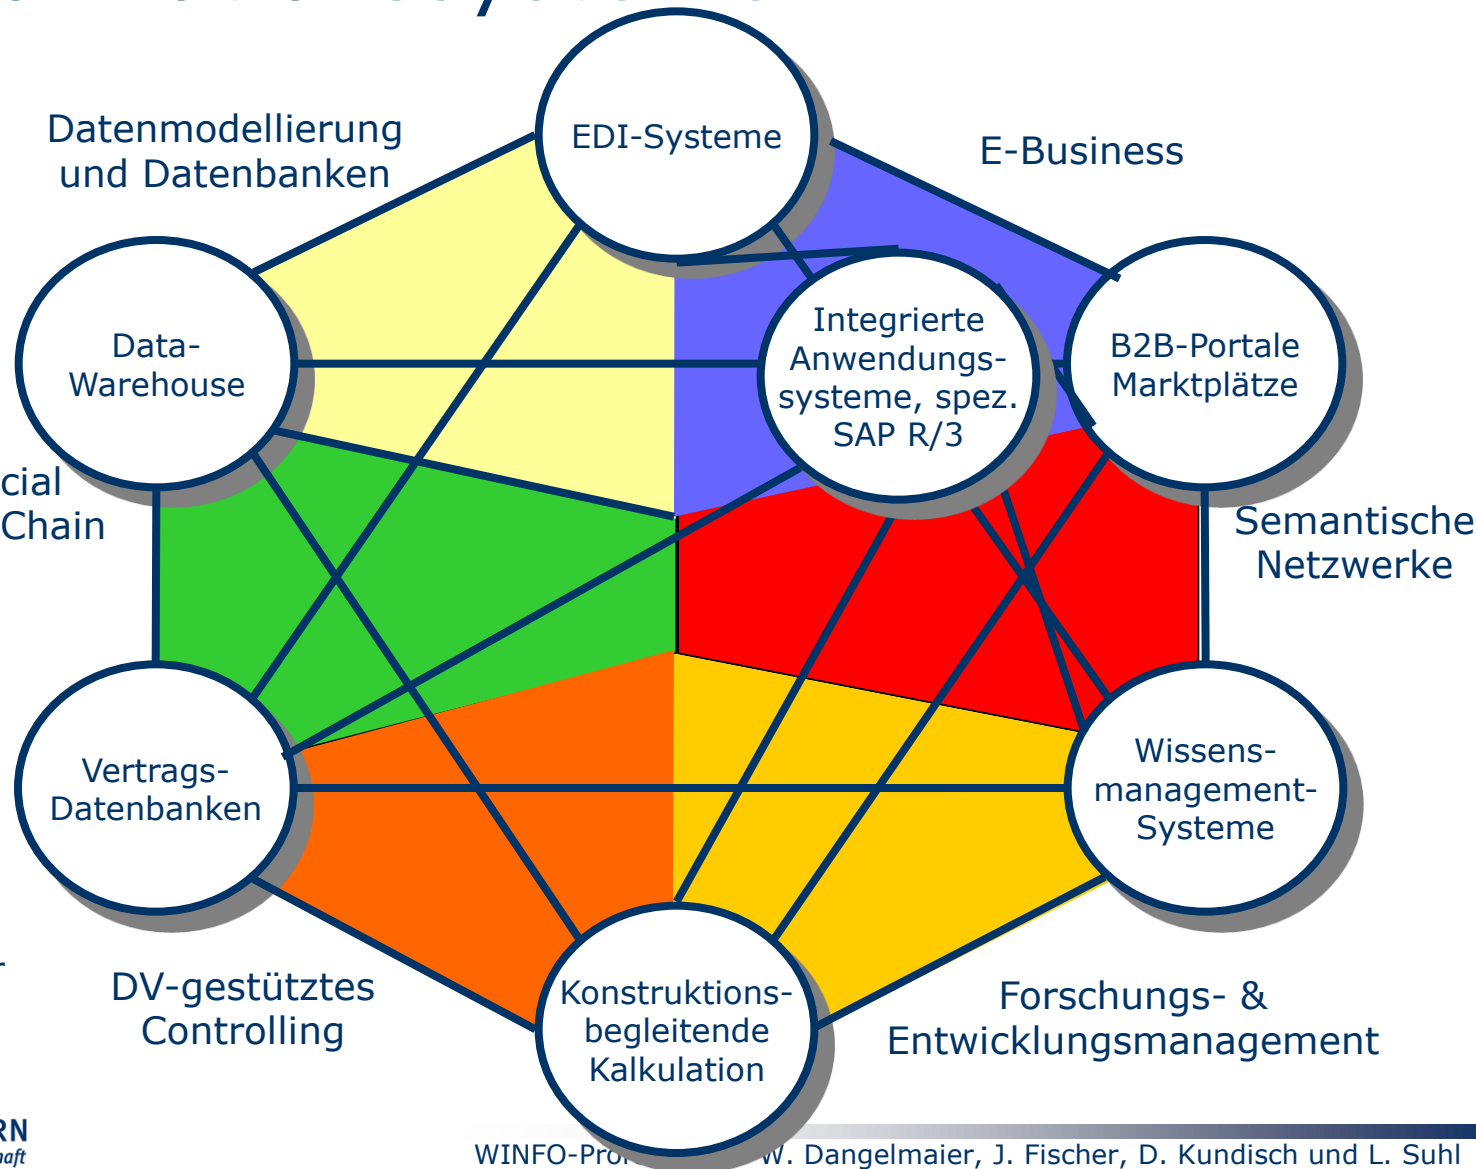 Datenmodellierung
und Datenbanken
EDI-Systeme
E-Business
Data-
Warehouse
Integrierte
Anwendungs-
systeme, spez.
SAP R/3
B2B-Portale
Marktplätze
cial
Chain
Semantische
Netzwerke
Vertrags-
Datenbanken
Wissens-
management-
Systeme
DV-gestütztes
Controlling
Konstruktions-
begleitende
Kalkulation
Forschungs- &
Entwicklungsmanagement
RN
haft
W. Dangelmaier, J. Fischer, D. Kundisch und L. Suhl